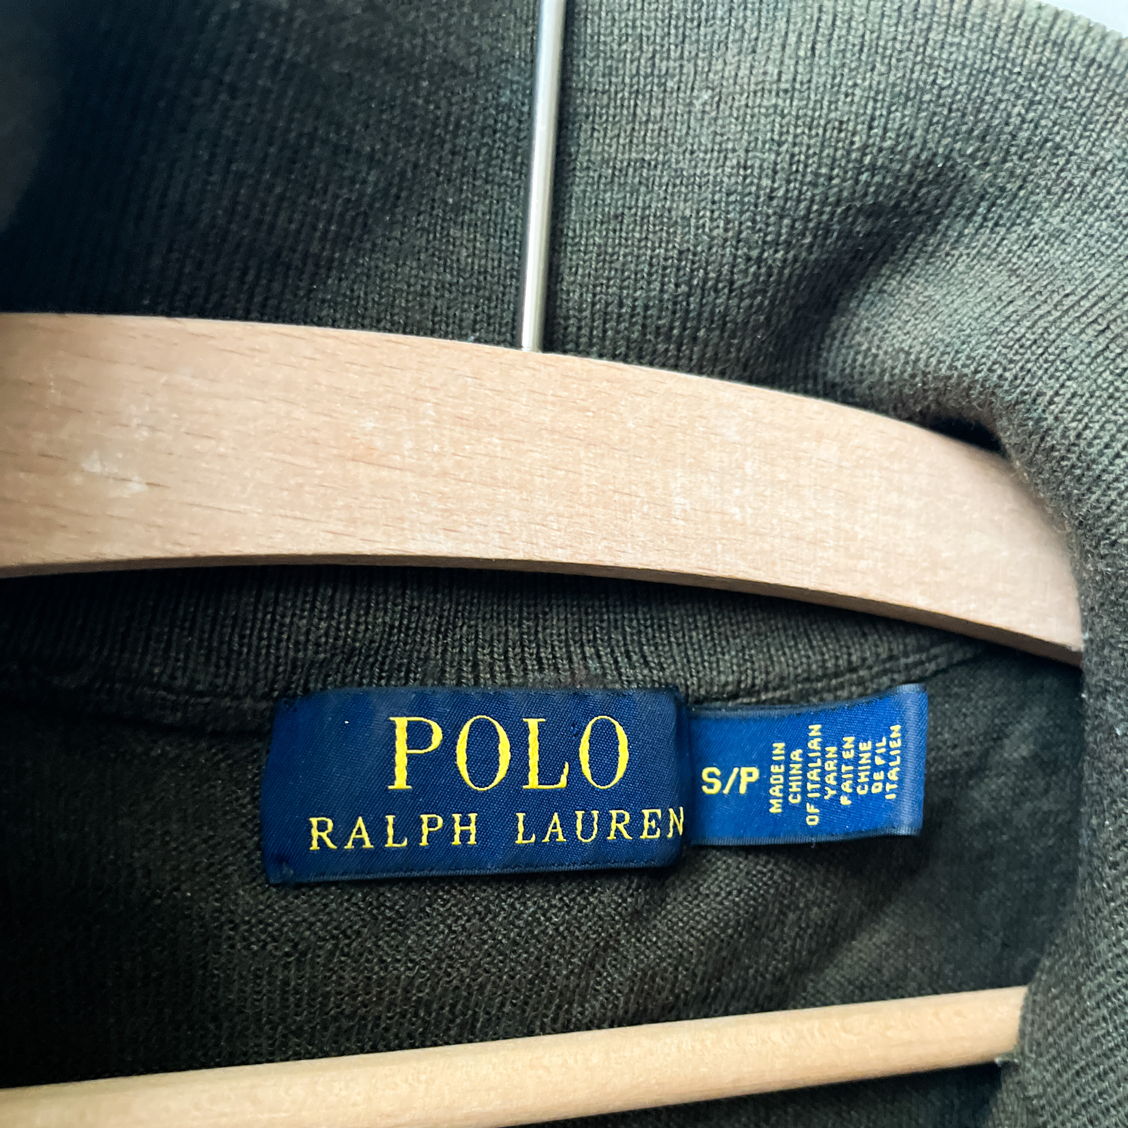 POLO
RALPH LAUREN
S/P
MADE IN
CHINA
OF ITALIAN
YARN
FAIT EN
CHINE
DE FIL
ITALIEN